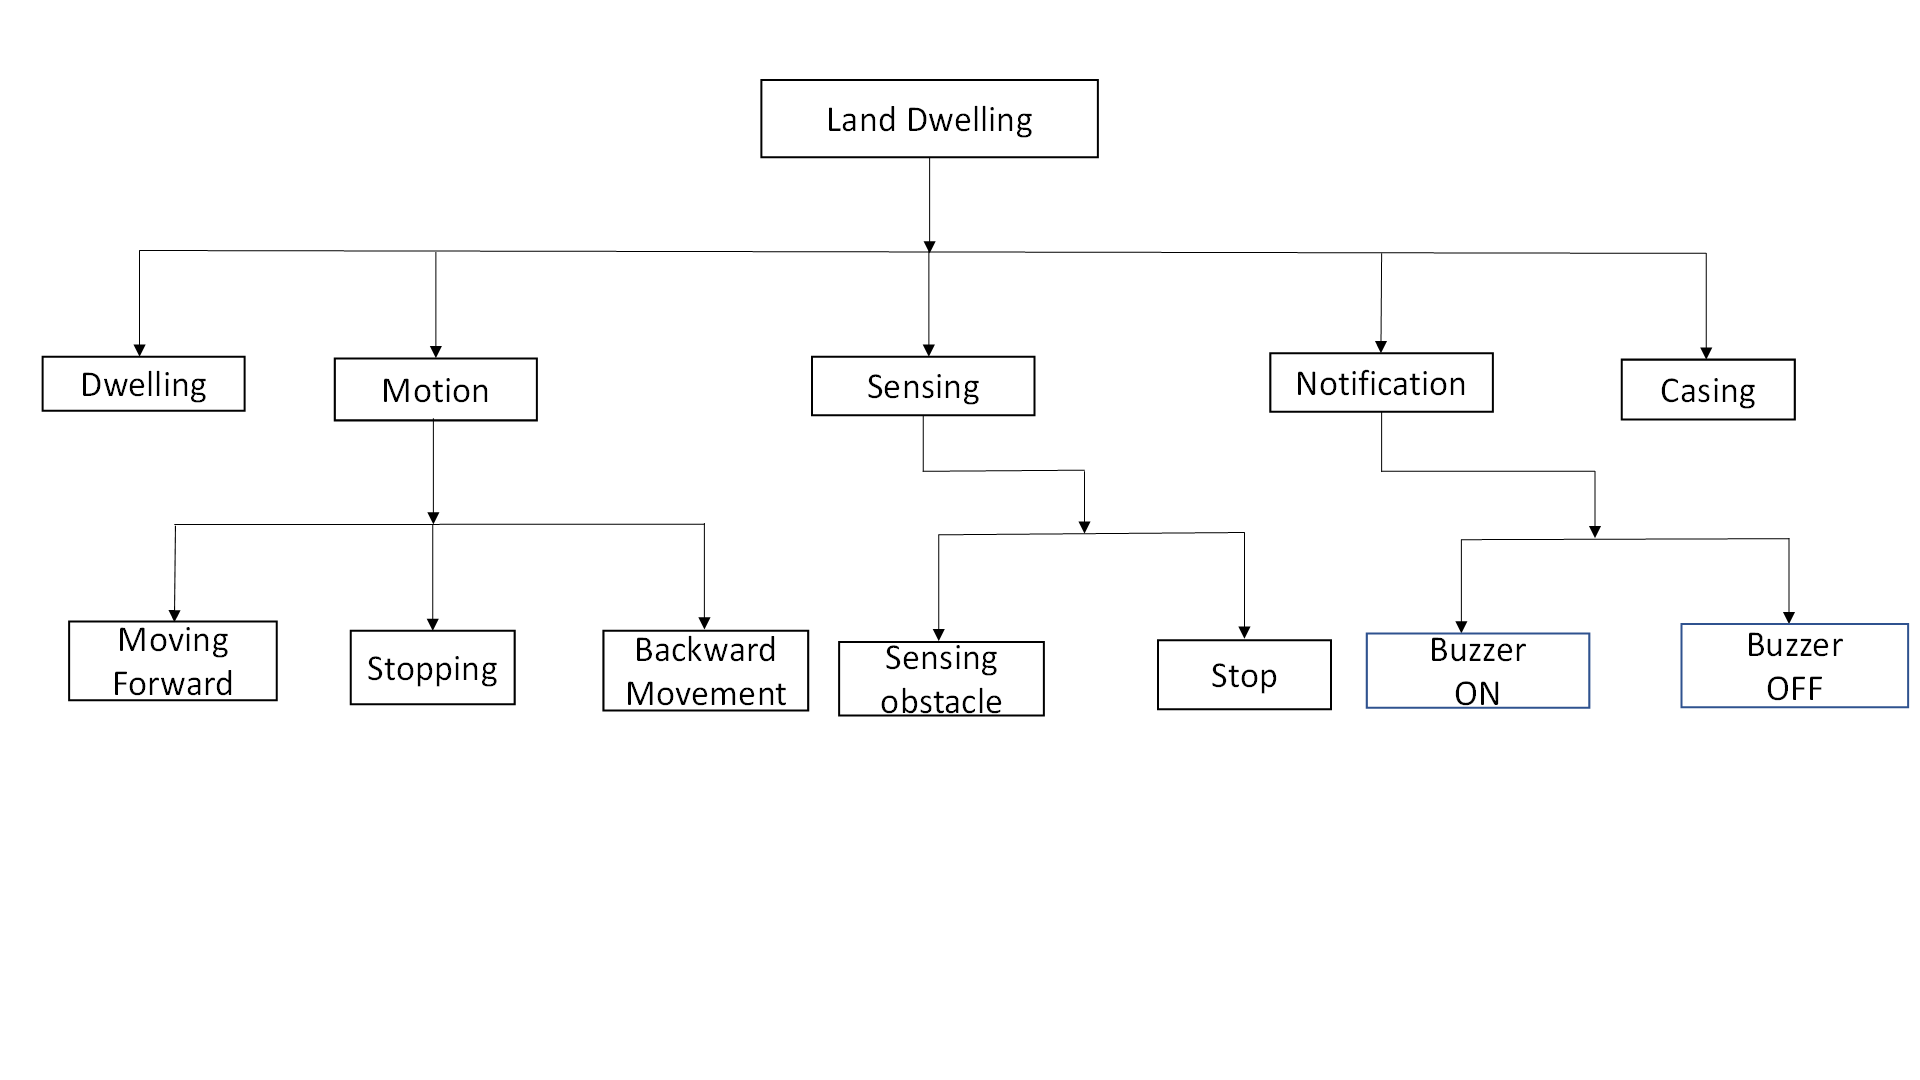 Land Dwelling
Dwelling
Motion
Sensing
Notification
Casing
Moving
Forward
Stopping
Backward
Movement
Sensing
obstacle
Stop
Buzzer
ON
Buzzer
OFF